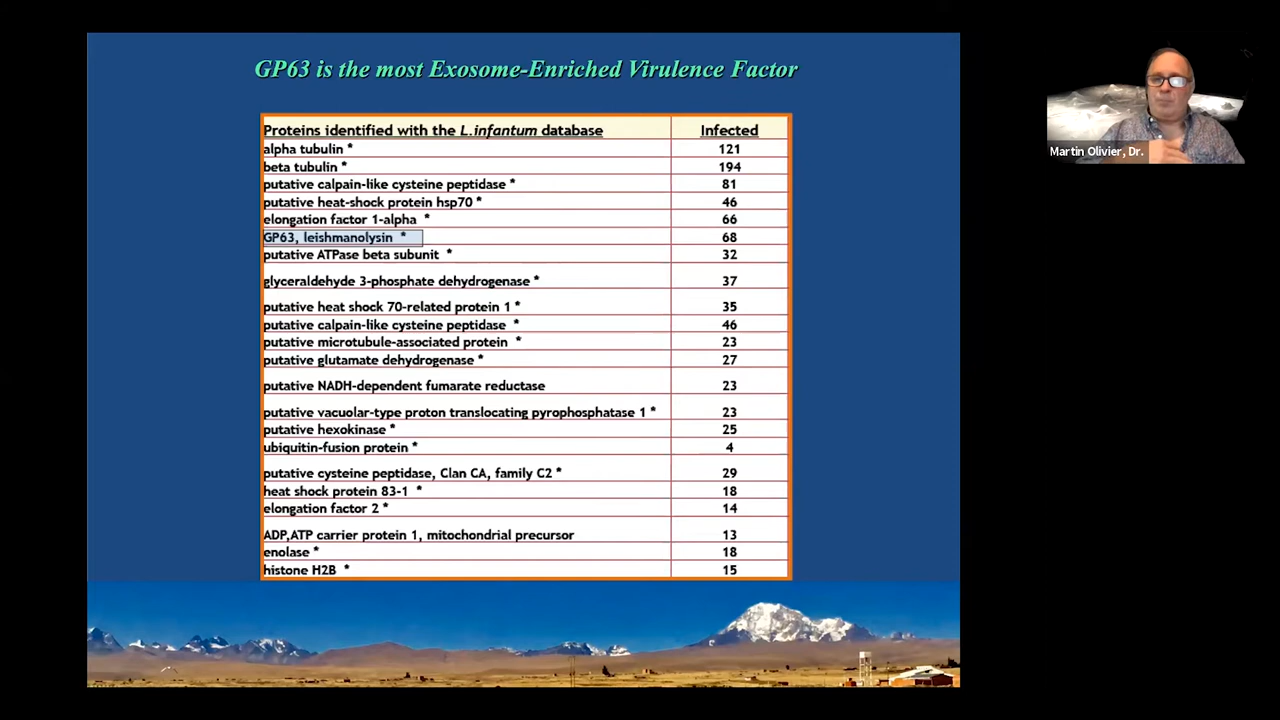 GP63 is the most Exosome-Enriched Virulence Factor
Proteins identified with the L.infantum database Infected
alpha tubulin * 121
beta tubulin * 194
putative calpain-like cysteine peptidase * 81
putative heat-shock protein hsp70 * 46
elongation factor 1-alpha * 66
GP63, leishmanolysin * 68
putative ATPase beta subunit * 32
glyceraldehyde 3-phosphate dehydrogenase * 37
putative heat shock 70-related protein 1 * 35
putative calpain-like cysteine peptidase * 46
putative microtubule-associated protein * 23
putative glutamate dehydrogenase * 27
putative NADH-dependent fumarate reductase 23
putative vacuolar-type proton translocating pyrophosphatase 1 * 23
putative hexokinase * 25
ubiquitin-fusion protein * 4
putative cysteine peptidase, Clan CA, family C2 * 29
heat shock protein 83-1 * 18
elongation factor 2 * 14
ADP,ATP carrier protein 1, mitochondrial precursor 13
enolase * 18
histone H2B * 15
Martin Olivier, Dr.